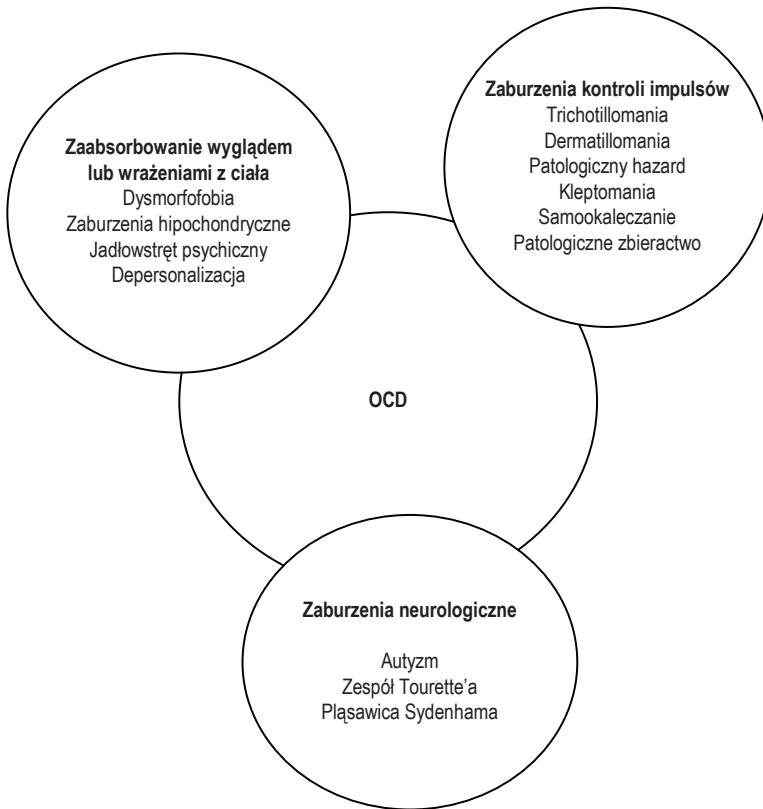 Zaabsorbowanie wyglądem
lub wrażeniami z ciała
Dysmorfofobia
Zaburzenia hipochondryczne
Jadłowstręt psychiczny
Depersonalizacja
Zaburzenia kontroli impulsów
Trichotillomania
Dermatillomania
Patologiczny hazard
Kleptomania
Samookaleczanie
Patologiczne zbieractwo
OCD
Zaburzenia neurologiczne
Autyzm
Zespół Tourette’a
Pląsawica Sydenhama